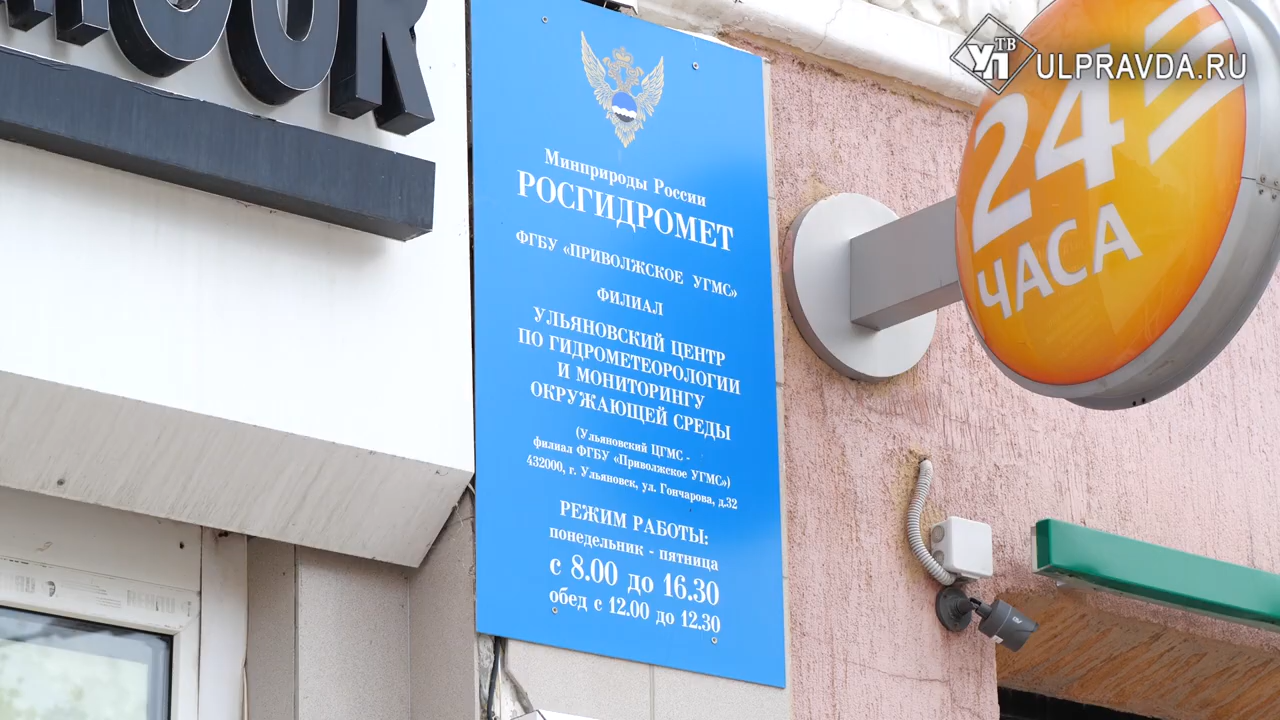 УП ТВ ULPRAVDA.RU
Минприроды России
РОСГИДРОМЕТ
ФГБУ «ПРИВОЛЖСКОЕ УГМС»
ФИЛИАЛ
УЛЬЯНОВСКИЙ ЦЕНТР
ПО ГИДРОМЕТЕОРОЛОГИИ
И МОНИТОРИНГУ
ОКРУЖАЮЩЕЙ СРЕДЫ
(Ульяновский ЦГМС -
филиал ФГБУ «Приволжское УГМС»)
432000, г. Ульяновск, ул. Гончарова, д.32
РЕЖИМ РАБОТЫ:
понедельник - пятница
с 8.00 до 16.30
обед с 12.00 до 12.30
24
ЧАСА